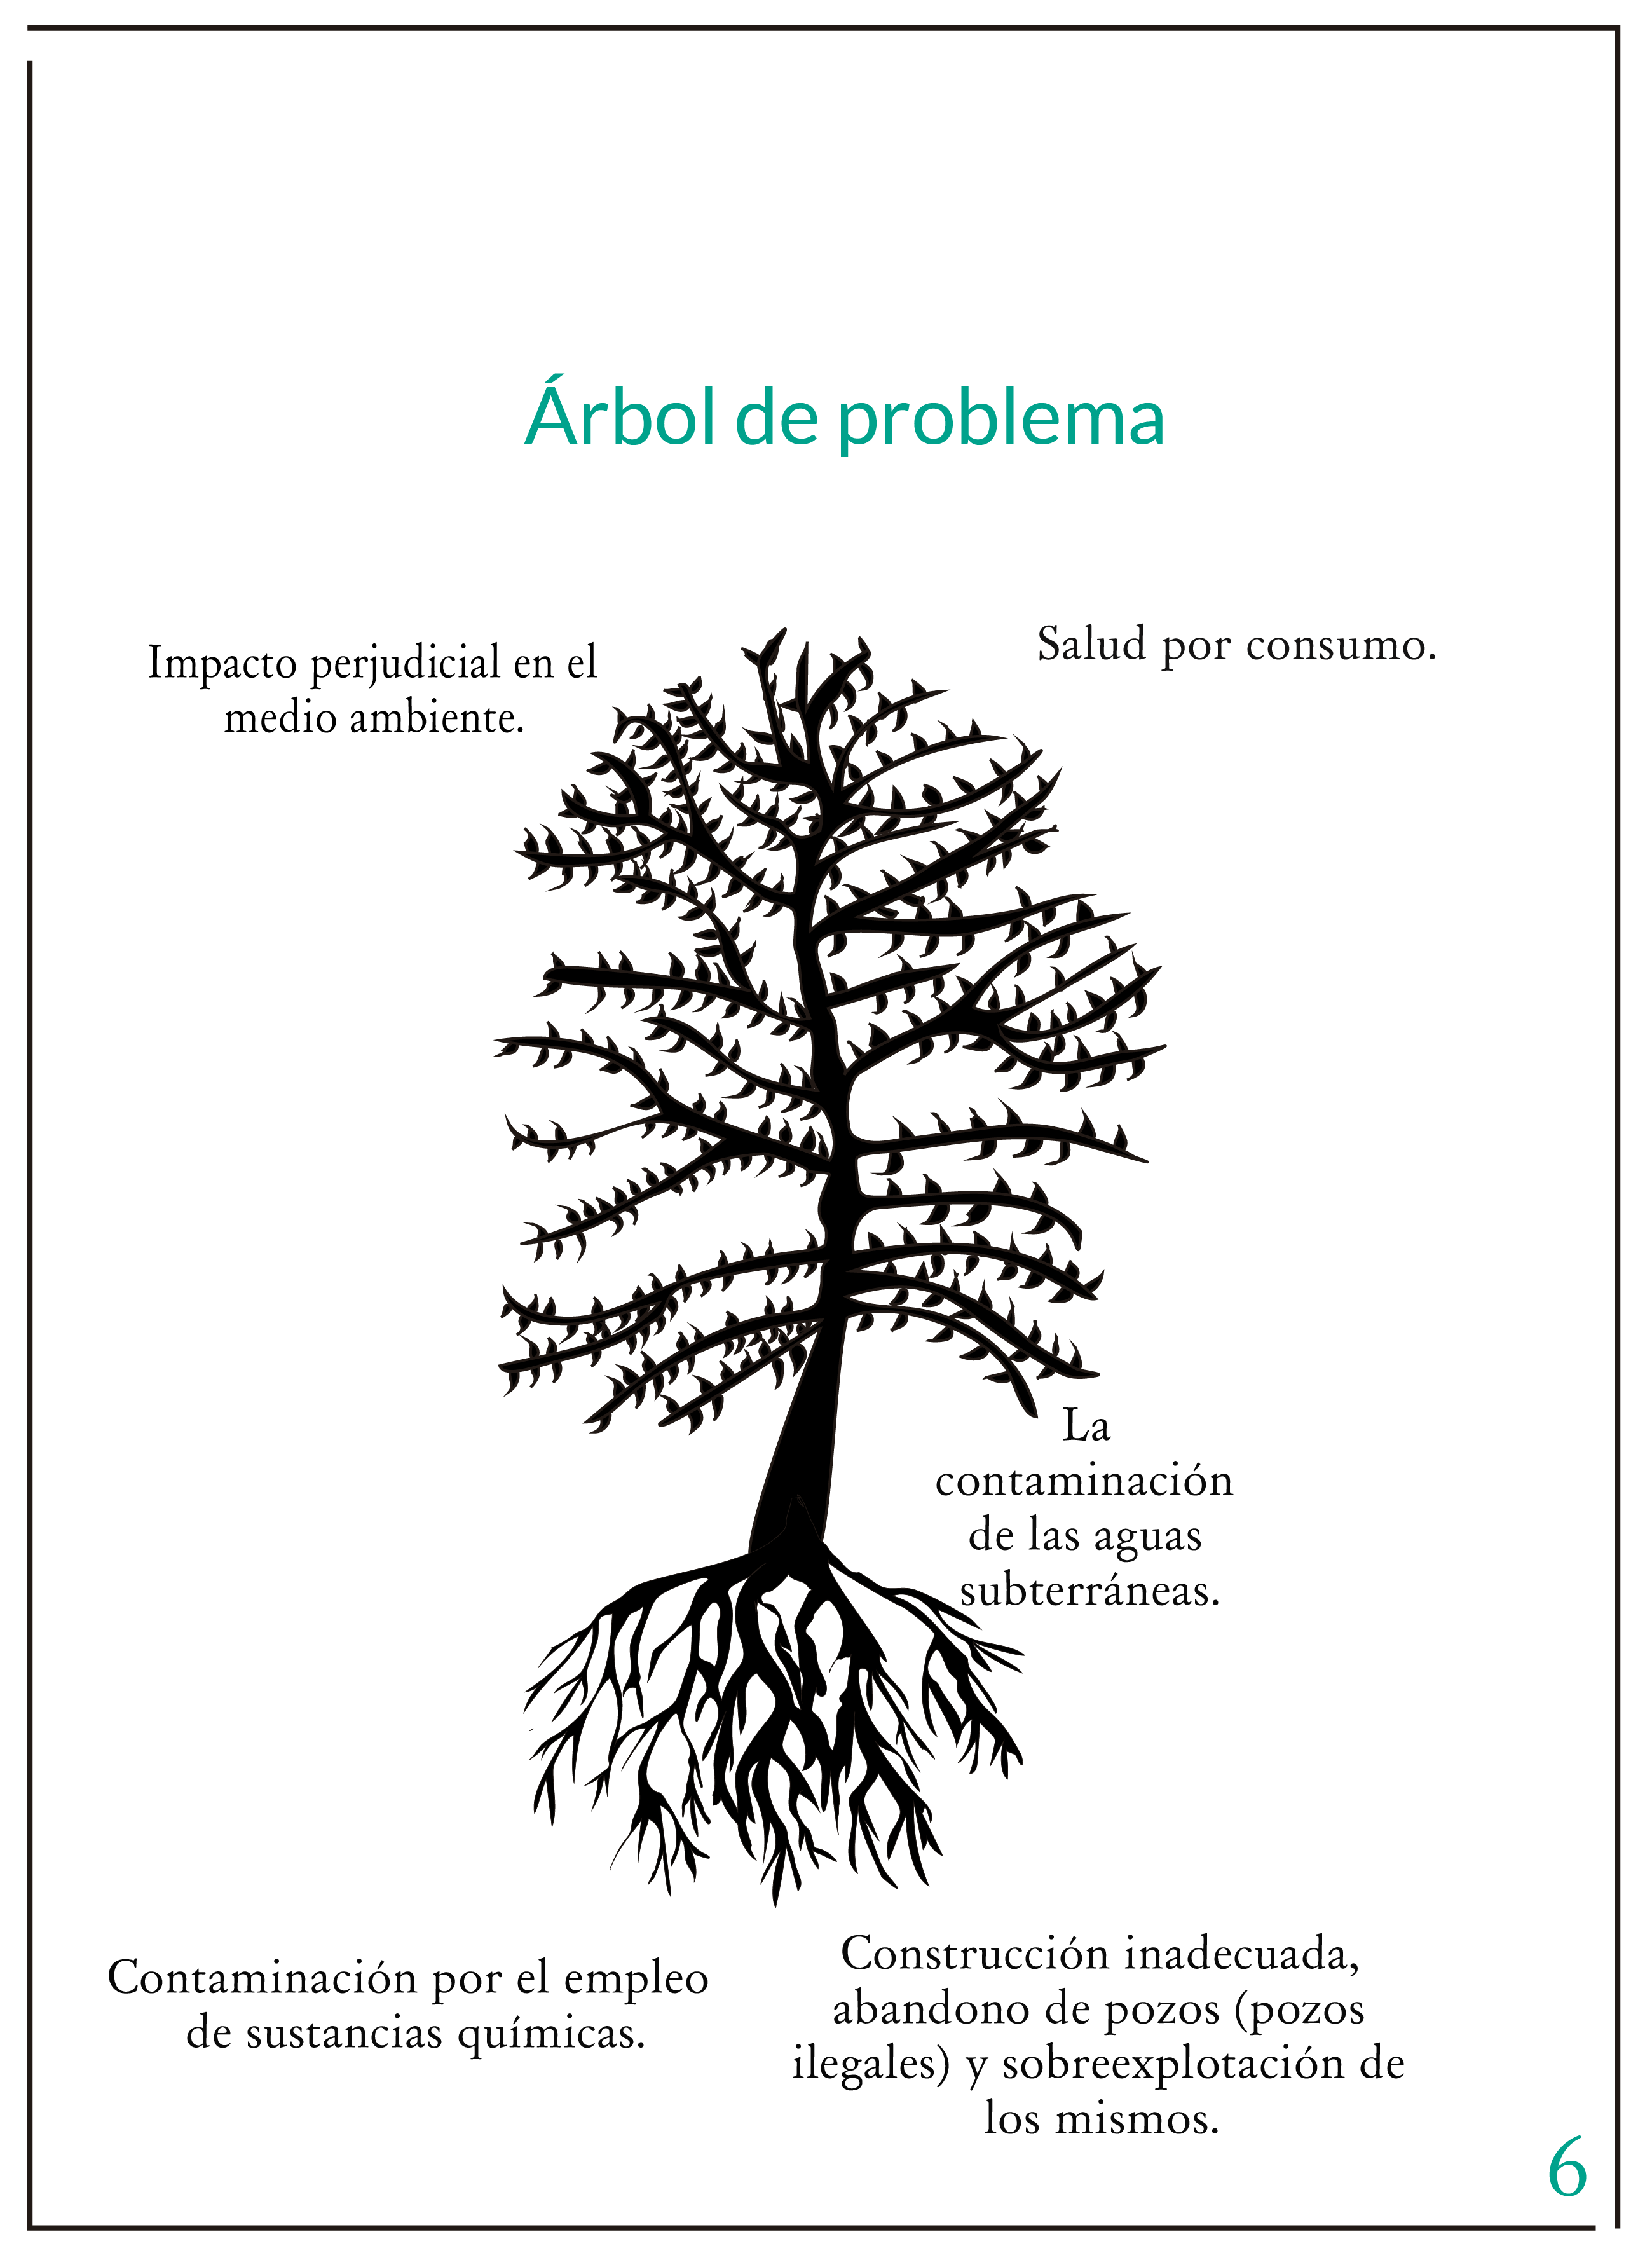 Árbol de problema
Impacto perjudicial en el
medio ambiente.
Salud por consumo.
La
contaminación
de las aguas
subterráneas.
Contaminación por el empleo
de sustancias químicas.
Construcción inadecuada,
abandono de pozos (pozos
ilegales) y sobreexplotación de
los mismos.
6